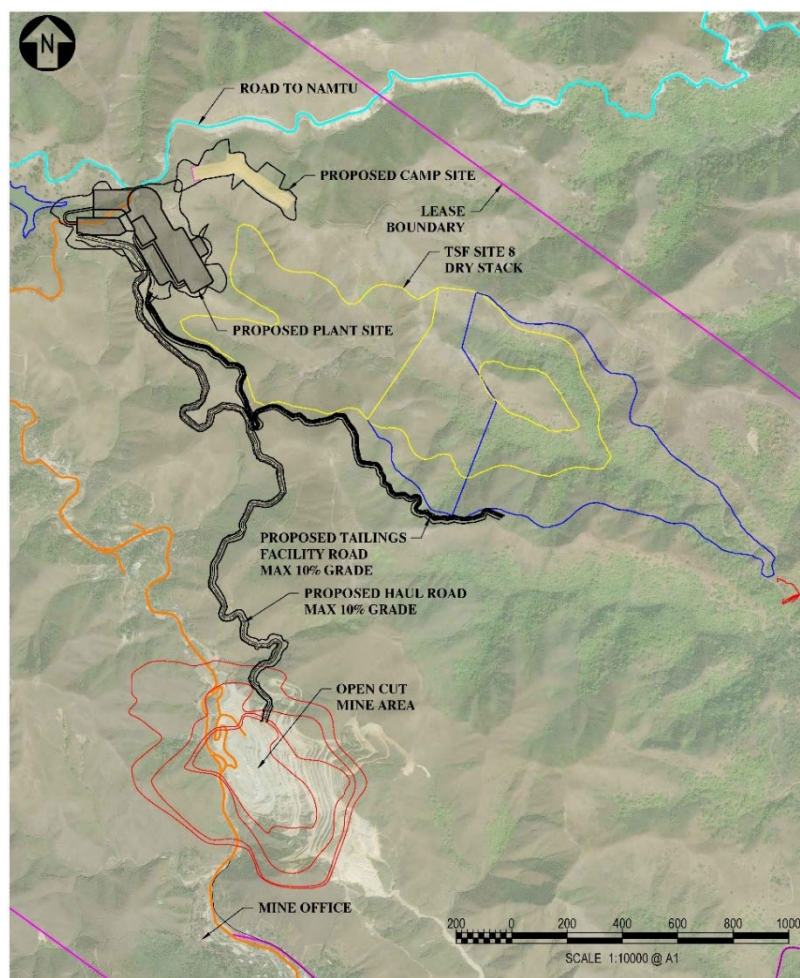 N
ROAD TO NAMTU
PROPOSED CAMP SITE
LEASE
BOUNDARY
TSF SITE 8
DRY STACK
PROPOSED PLANT SITE
PROPOSED TAILINGS
FACILITY ROAD
MAX 10% GRADE
PROPOSED HAUL ROAD
MAX 10% GRADE
OPEN CUT
MINE AREA
MINE OFFICE
200 0 200 400 600 800 1000
SCALE 1:10000 @ A1